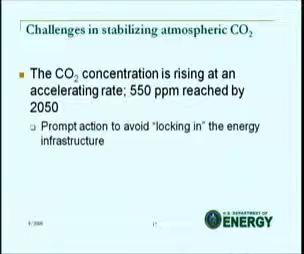 Challenges in stabilizing atmospheric CO₂
The CO₂ concentration is rising at an
accelerating rate; 550 ppm reached by
2050
Prompt action to avoid "locking in" the energy
infrastructure
U.S. DEPARTMENT OF
ENERGY